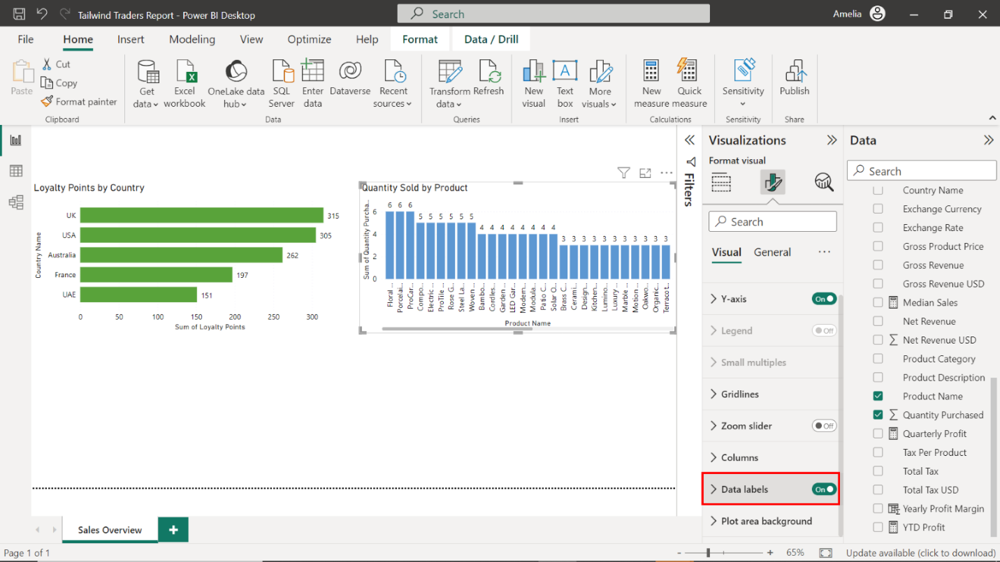 Tailwind Traders Report - Power BI Desktop
Search
Amelia
File Home Insert Modeling View Optimize Help Format Data / Drill
Paste
Cut
Copy
Format painter
Clipboard
Get data
Excel workbook
OneLake data hub
SQL Server
Enter data
Dataverse
Recent sources
Data
Transform data
Refresh
Queries
New visual
Text box
More visuals
Insert
New measure
Quick measure
Calculations
Sensitivity
Sensitivity
Publish
Share
Loyalty Points by Country
Country Name
UK 315
USA 305
Australia 262
France 197
UAE 151
0 50 100 150 200 250 300
Sum of Loyalty Points
Quantity Sold by Product
Sum of Quantity Purcha...
6
4
2
0
6 6 6 5 5 5 5 5 5 4 4 4 4 4 4 4 4 3 3 3 3 3 3 3 3 3 3 3
Floral ...
Porcelai...
ProCar...
Compo...
Electric ...
ProTile ...
Rose G...
Steel La...
Woven ...
Bambo...
Cordles...
Garden ...
LED Gar...
Modern...
Modula...
Patio C...
Solar O...
Brass C...
Cerami...
Design...
Kitchen...
Lumino...
Luxury ...
Marble ...
Motion ...
Oakwo...
Organic...
Terracot...
Product Name
Filters
Visualizations
Format visual
Search
Visual General
Y-axis On
Legend Off
Small multiples
Gridlines
Zoom slider Off
Columns
Data labels On
Plot area background
Data
Search
Country Name
Exchange Currency
Exchange Rate
Gross Product Price
Gross Revenue
Gross Revenue USD
Median Sales
Net Revenue
Net Revenue USD
Product Category
Product Description
Product Name
Quantity Purchased
Quarterly Profit
Tax Per Product
Total Tax
Total Tax USD
Yearly Profit Margin
YTD Profit
Sales Overview
Page 1 of 1
- + 65%
Update available (click to download)